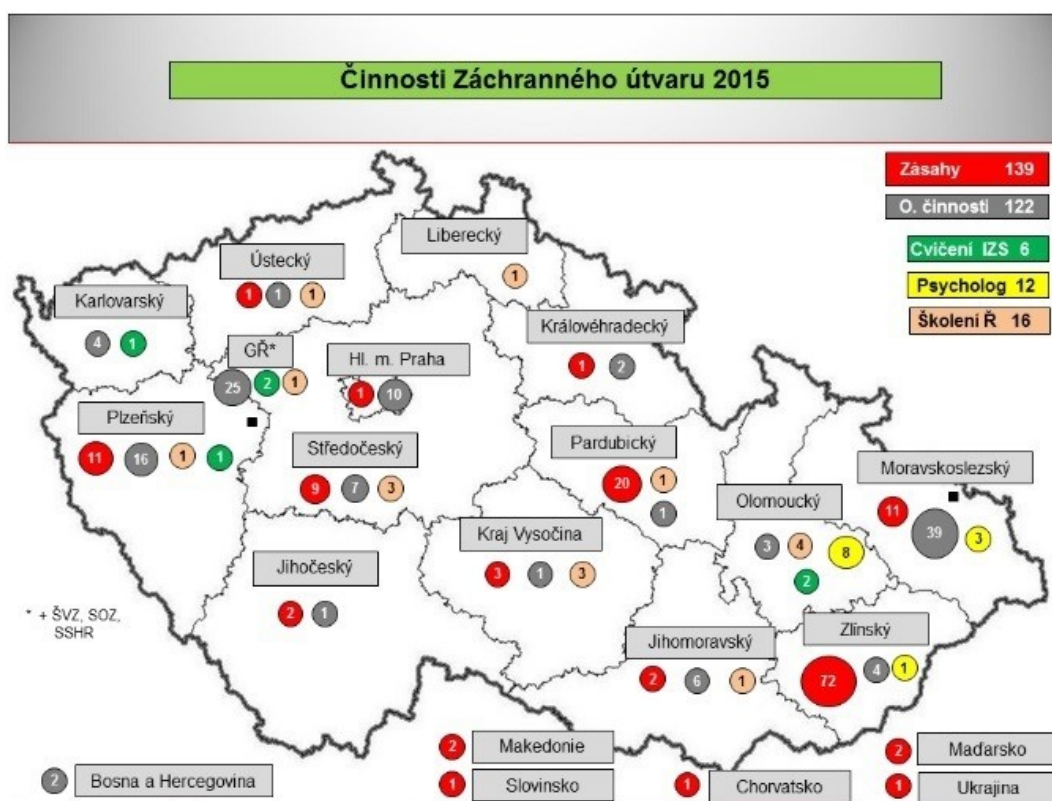 Činnosti Záchranného útvaru 2015
Zásahy 139
O. činnosti 122
Cvičení IZS 6
Psycholog 12
Školení Ř 16
Liberecký
1
Ústecký
1 1 1
Karlovarský
4 1
Královéhradecký
1 2
GŘ*
25 2 1
Hl. m. Praha
1 10
Plzeňský
11 16 1 1
Středočeský
9 7 3
Pardubický
20 1
1
Moravskoslezský
11 39 3
Olomoucký
3 4 8
2
Kraj Vysočina
3 1 3
Jihočeský
2 1
* + ŠVZ, SOZ,
SSHR
Jihomoravský
2 6 1
Zlínský
72 4 1
2 Bosna a Hercegovina
2 Makedonie
1 Slovinsko
1 Chorvatsko
2 Maďarsko
1 Ukrajina